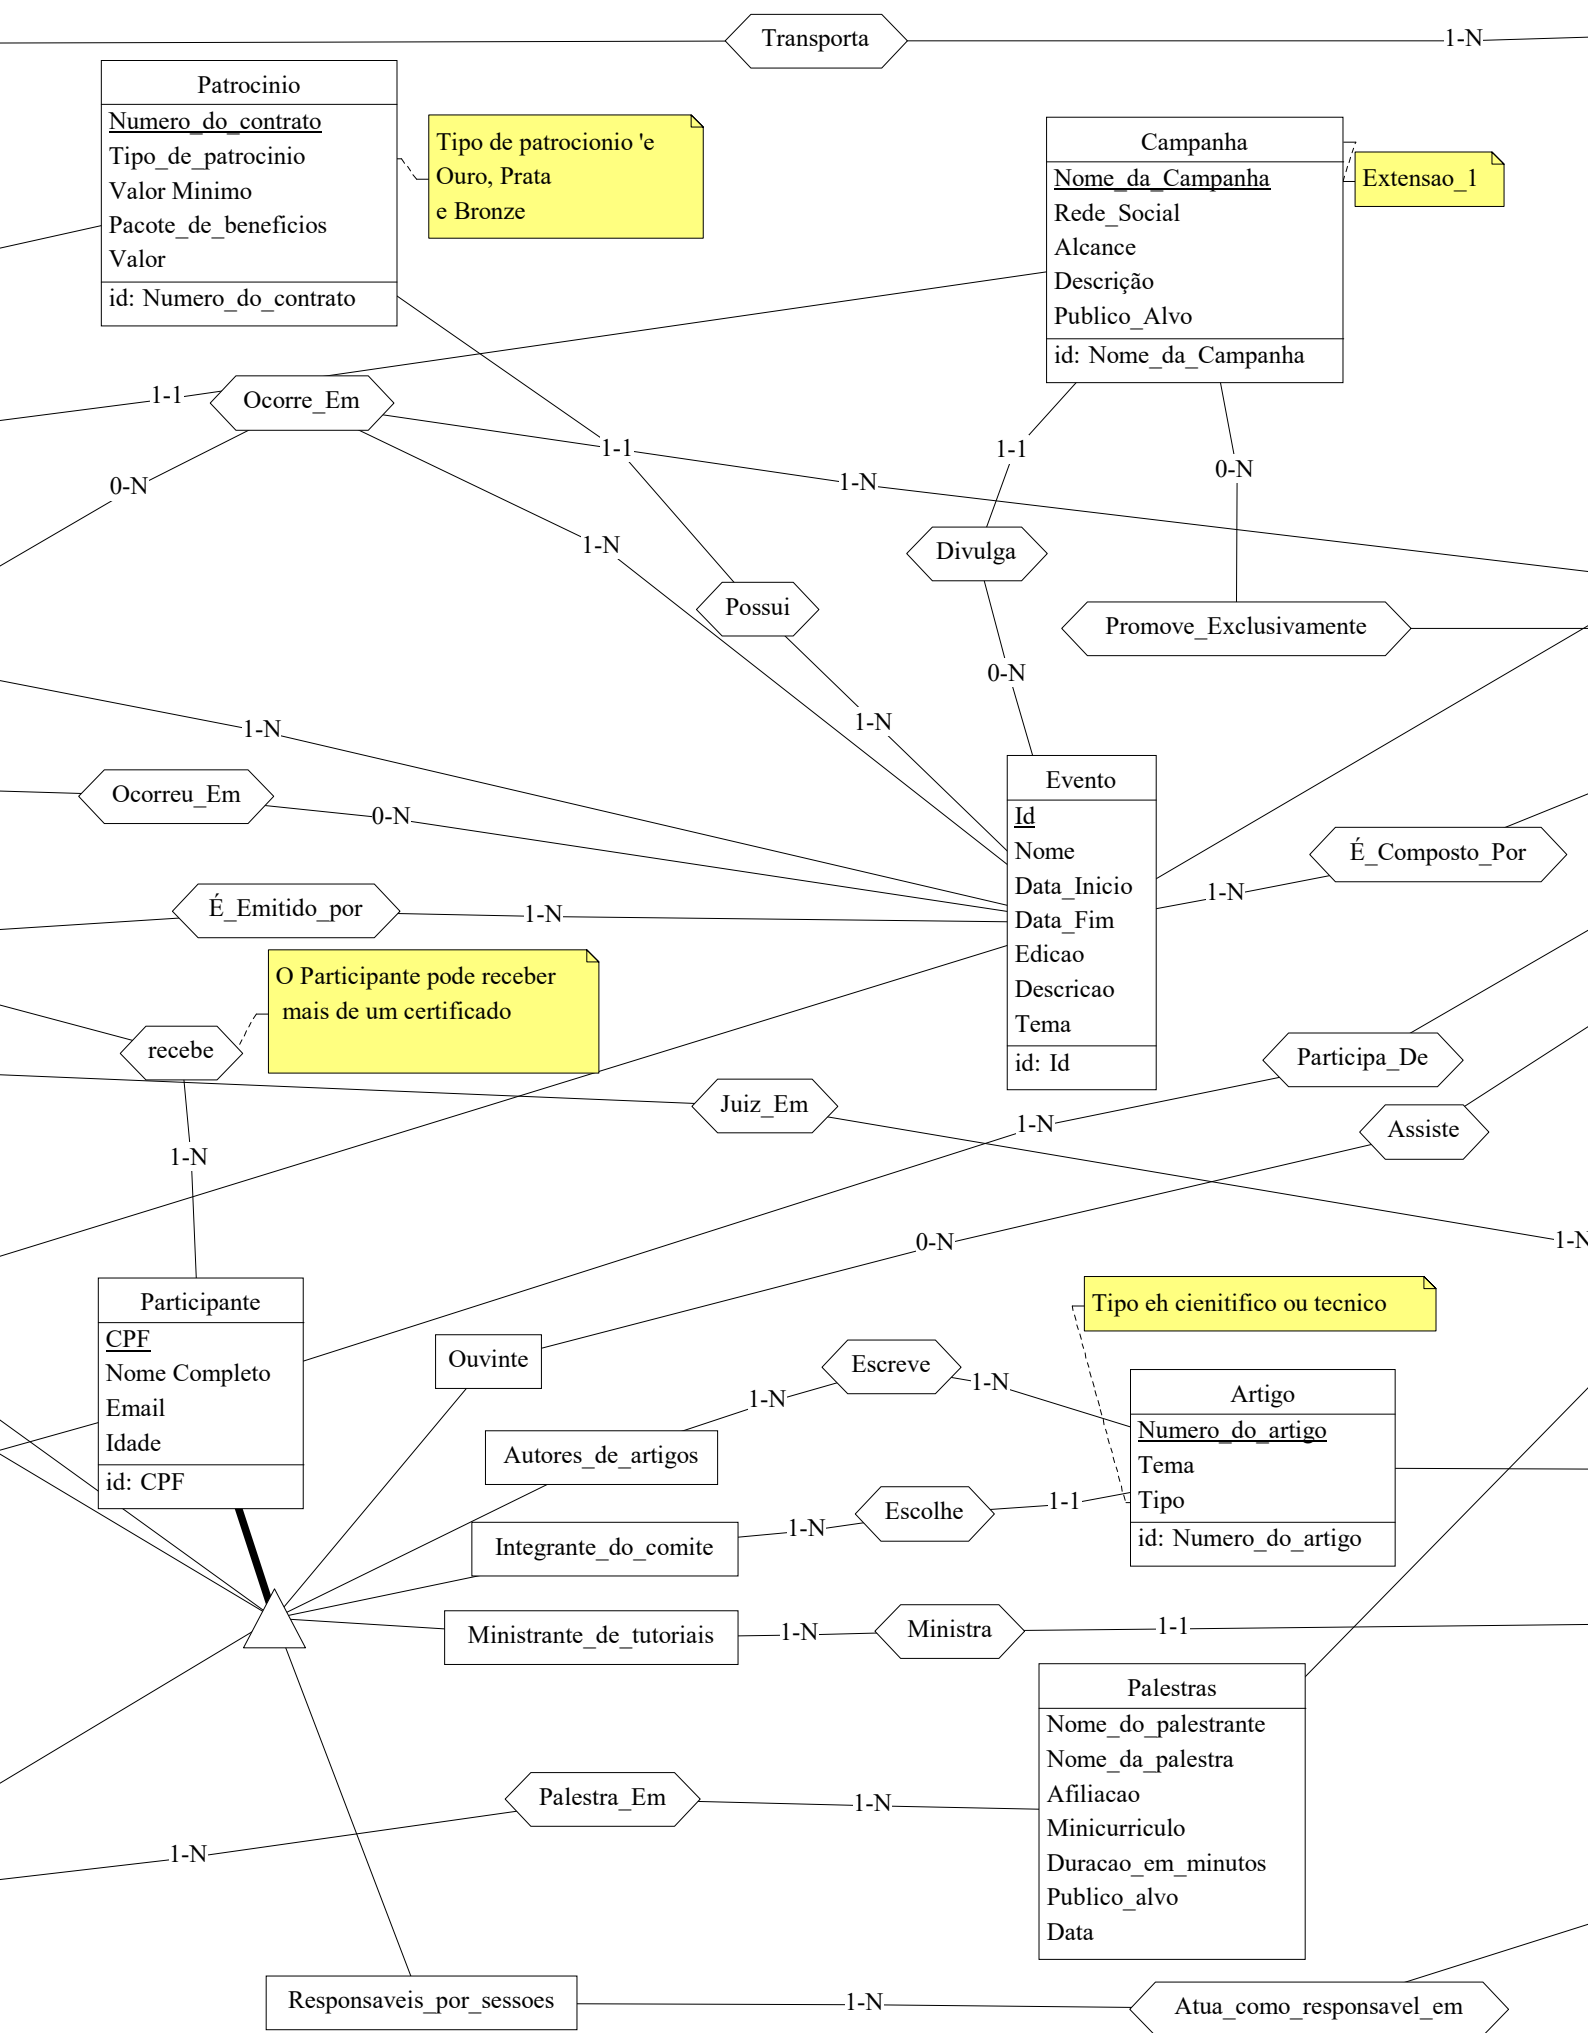 Transporta
1-N
Patrocinio
Numero_do_contrato
Tipo_de_patrocinio
Valor Minimo
Pacote_de_beneficios
Valor
id: Numero_do_contrato
Tipo de patrocionio 'e
Ouro, Prata
e Bronze
Campanha
Nome_da_Campanha
Rede_Social
Alcance
Descrição
Publico_Alvo
id: Nome_da_Campanha
Extensao_1
1-1
Ocorre_Em
0-N
1-1
1-N
1-N
1-1
0-N
Divulga
Possui
Promove_Exclusivamente
0-N
1-N
1-N
Ocorreu_Em
0-N
Evento
Id
Nome
Data_Inicio
Data_Fim
Edicao
Descricao
Tema
id: Id
É_Composto_Por
1-N
É_Emitido_por
1-N
O Participante pode receber
mais de um certificado
recebe
1-N
Juiz_Em
1-N
Participa_De
1-N
Assiste
0-N
Participante
CPF
Nome Completo
Email
Idade
id: CPF
Ouvinte
Tipo eh cienitifico ou tecnico
Escreve
1-N
1-N
Autores_de_artigos
Artigo
Numero_do_artigo
Tema
Tipo
id: Numero_do_artigo
Integrante_do_comite
1-N
Escolhe
1-1
Ministrante_de_tutoriais
1-N
Ministra
1-1
Palestras
Nome_do_palestrante
Nome_da_palestra
Afiliacao
Minicurriculo
Duracao_em_minutos
Publico_alvo
Data
Palestra_Em
1-N
1-N
Responsaveis_por_sessoes
1-N
Atua_como_responsavel_em